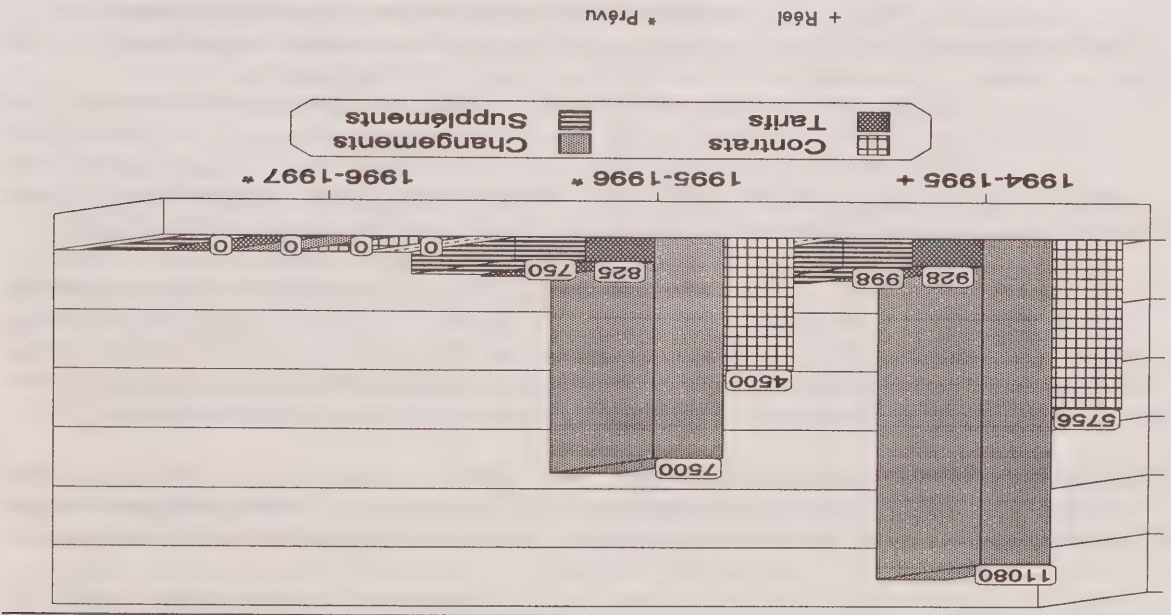 11080
7500
4500
5756
928 998
825 750
0 0 0 0
1994-1995 + 1995-1996 * 1996-1997 *
Contrats Changements
Tarifs Suppléments
+ Réel * Prévu